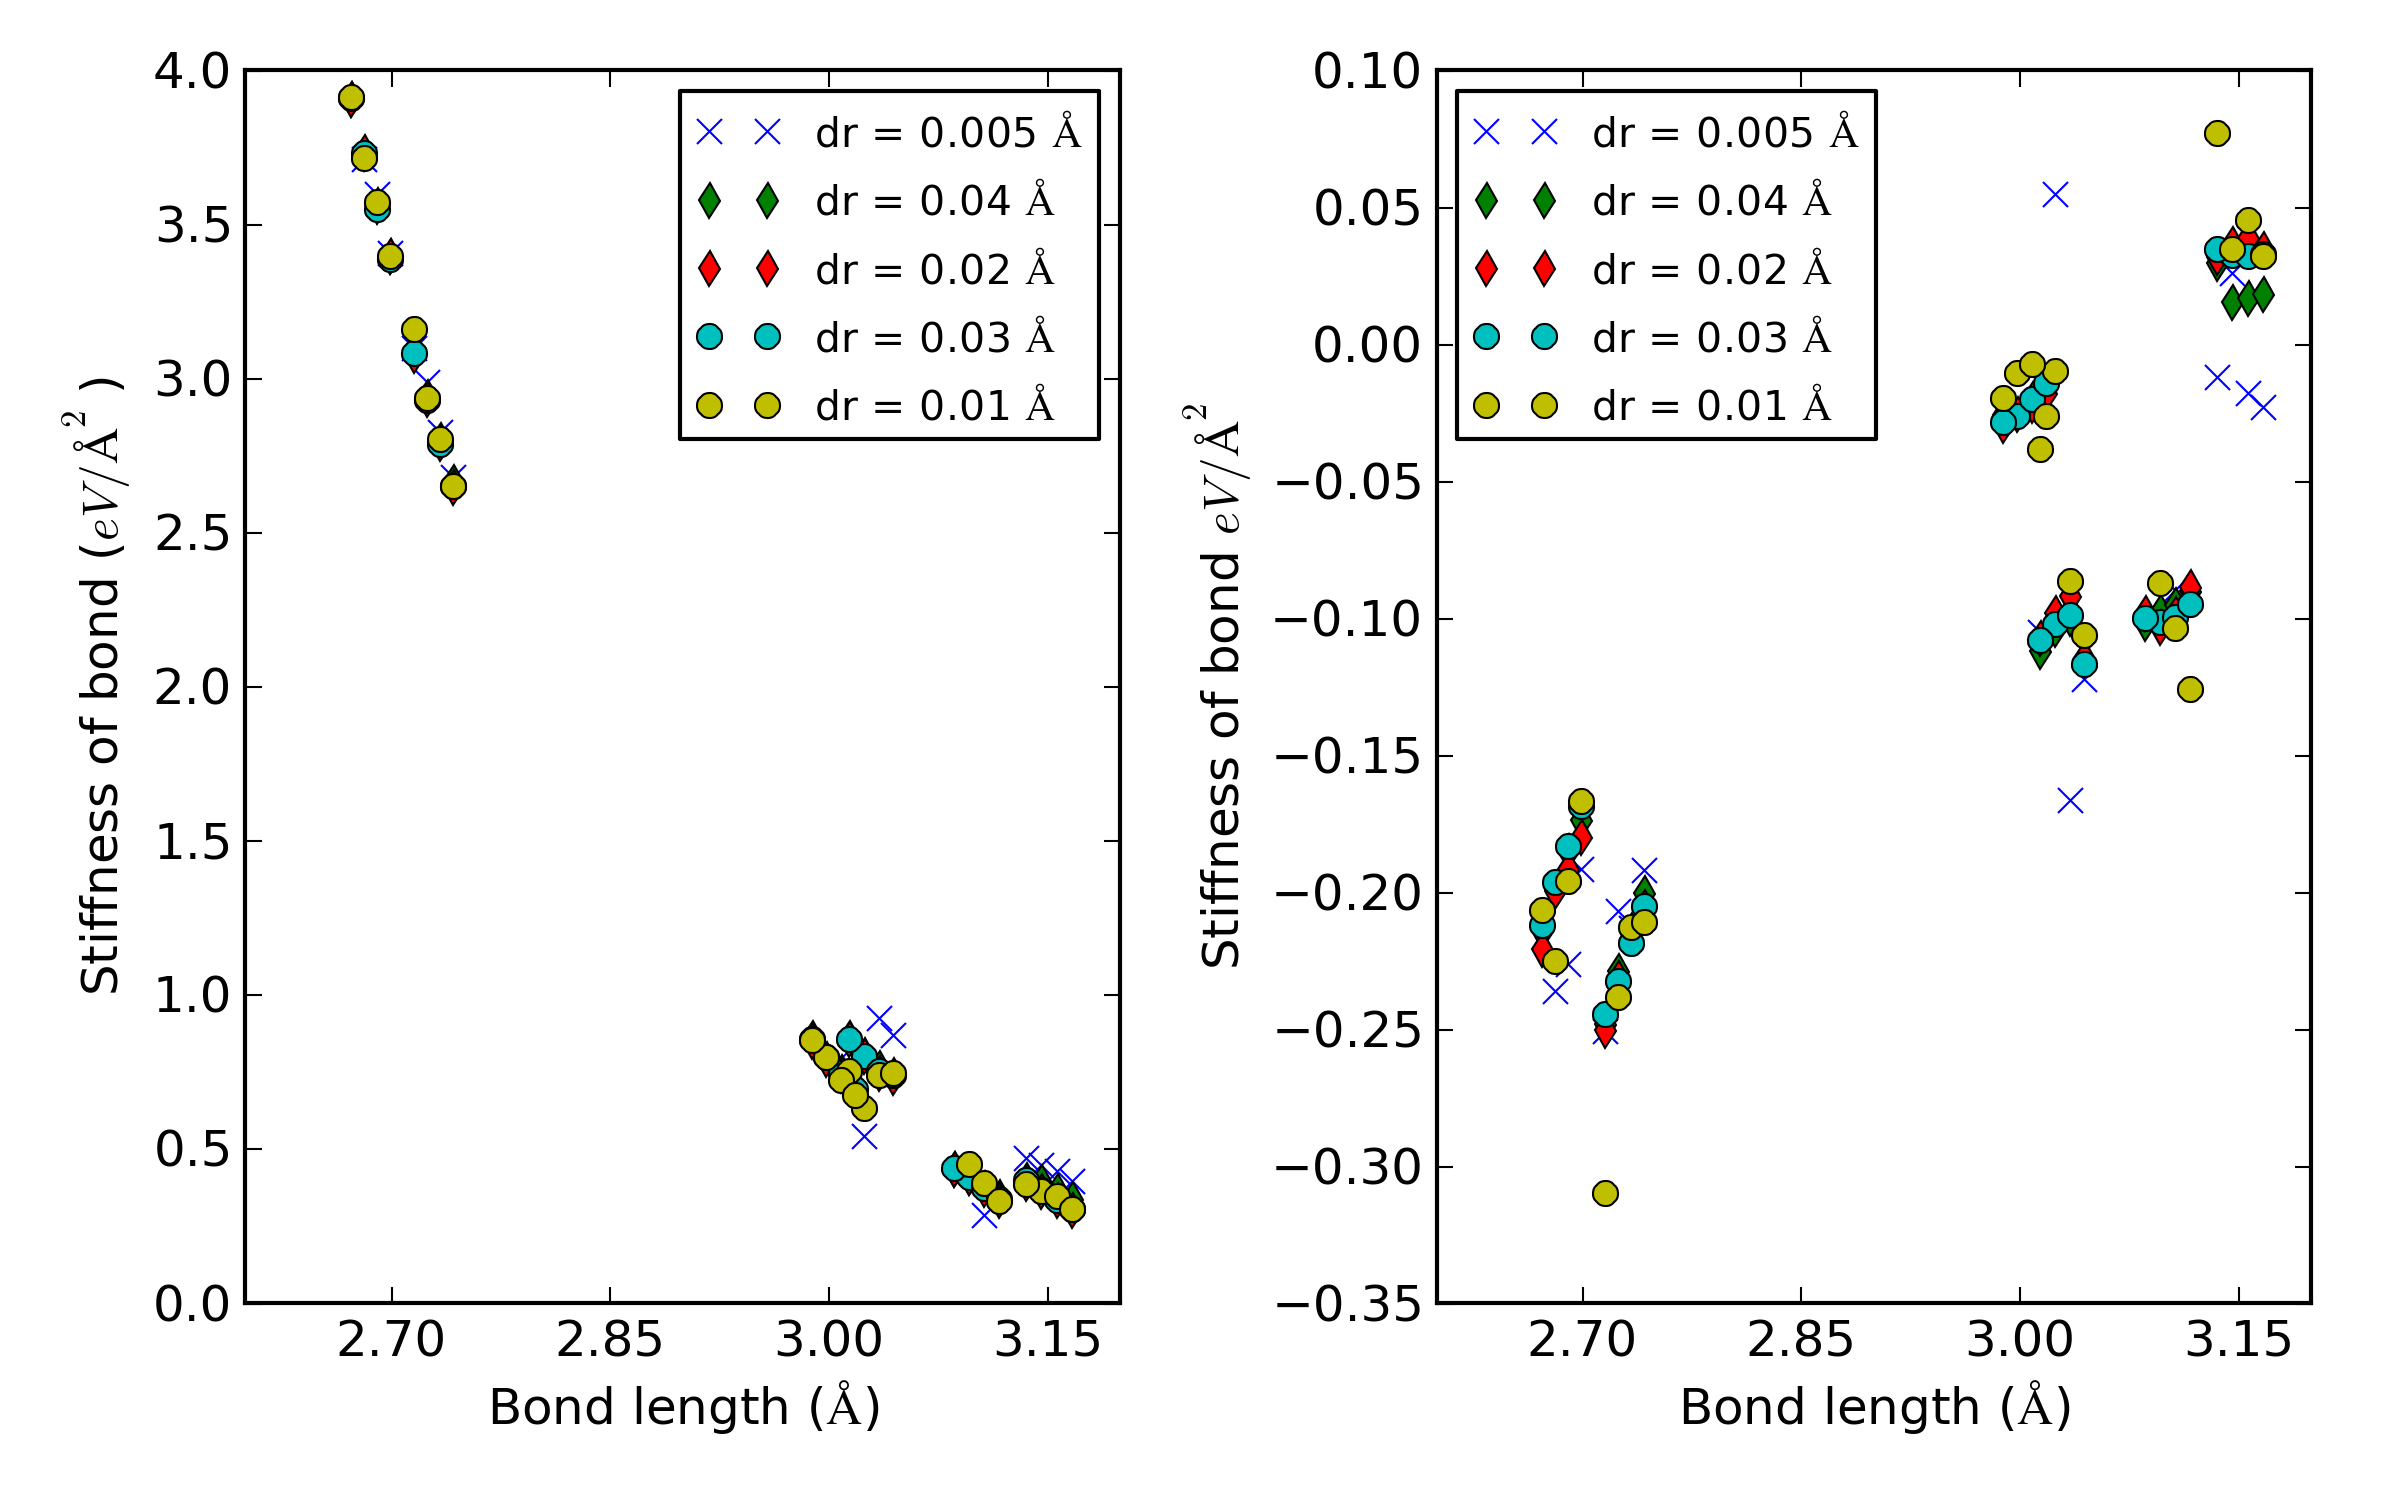 4.0
3.5
3.0
2.5
2.0
1.5
1.0
0.5
0.0
2.70 2.85 3.00 3.15
Bond length (Å)
Stiffness of bond (eV/Å²)
dr = 0.005 Å
dr = 0.04 Å
dr = 0.02 Å
dr = 0.03 Å
dr = 0.01 Å
0.10
0.05
0.00
−0.05
−0.10
−0.15
−0.20
−0.25
−0.30
−0.35
2.70 2.85 3.00 3.15
Bond length (Å)
Stiffness of bond eV/Å²
dr = 0.005 Å
dr = 0.04 Å
dr = 0.02 Å
dr = 0.03 Å
dr = 0.01 Å